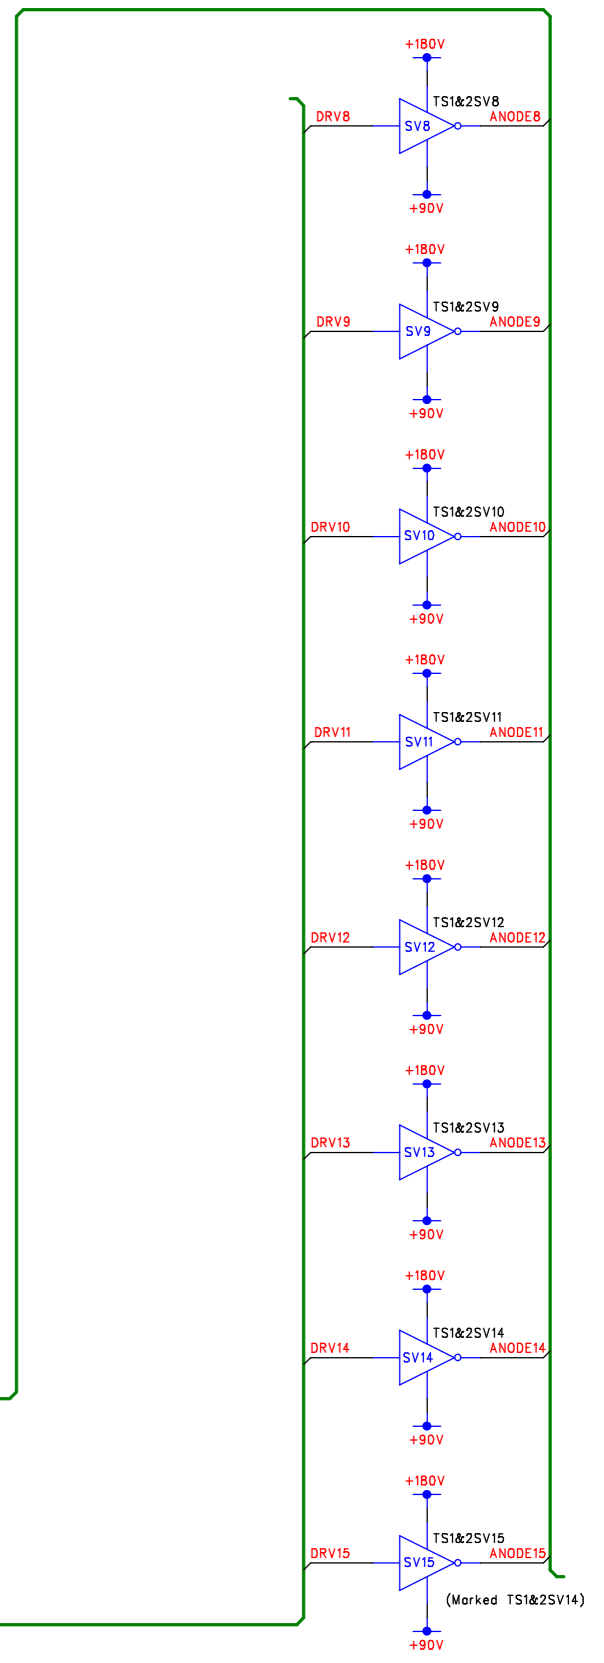 +180V
TS1&2SV8
DRV8
SV8
ANODE8
+90V
+180V
TS1&2SV9
DRV9
SV9
ANODE9
+90V
+180V
TS1&2SV10
DRV10
SV10
ANODE10
+90V
+180V
TS1&2SV11
DRV11
SV11
ANODE11
+90V
+180V
TS1&2SV12
DRV12
SV12
ANODE12
+90V
+180V
TS1&2SV13
DRV13
SV13
ANODE13
+90V
+180V
TS1&2SV14
DRV14
SV14
ANODE14
+90V
+180V
TS1&2SV15
DRV15
SV15
ANODE15
(Marked TS1&2SV14)
+90V